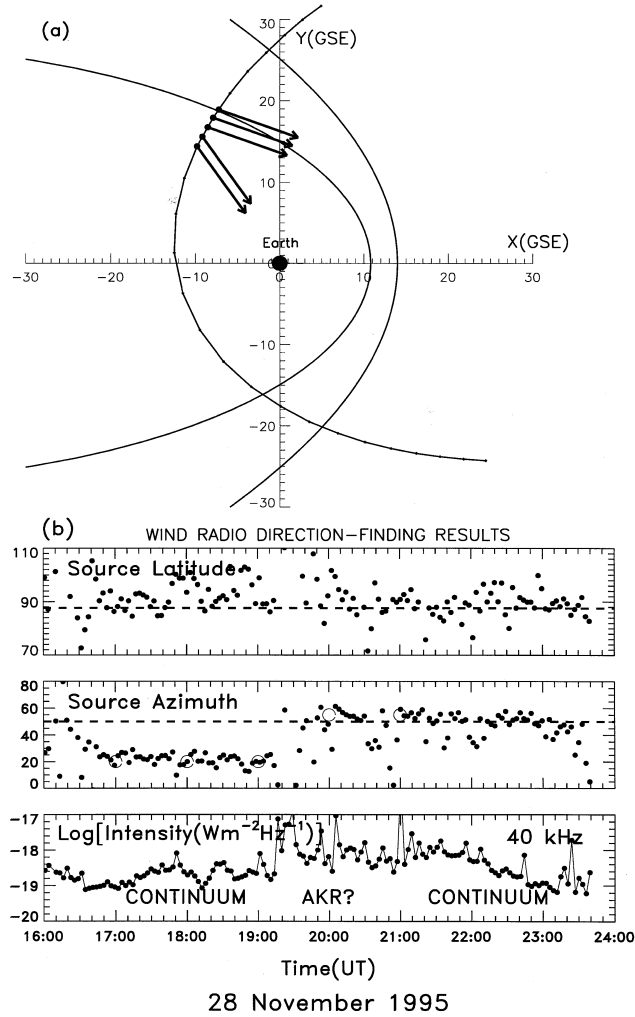 (a)
Y(GSE)
30
20
10
Earth
X(GSE)
0
−30
−20
−10
0
10
20
30
−10
−20
−30
(b)
WIND RADIO DIRECTION−FINDING RESULTS
110
Source Latitude
90
70
80
Source Azimuth
60
40
20
0
−17
Log[Intensity(Wm⁻²Hz⁻¹)]
40 kHz
−18
−19
CONTINUUM
AKR?
CONTINUUM
−20
16:00
17:00
18:00
19:00
20:00
21:00
22:00
23:00
24:00
Time(UT)
28 November 1995